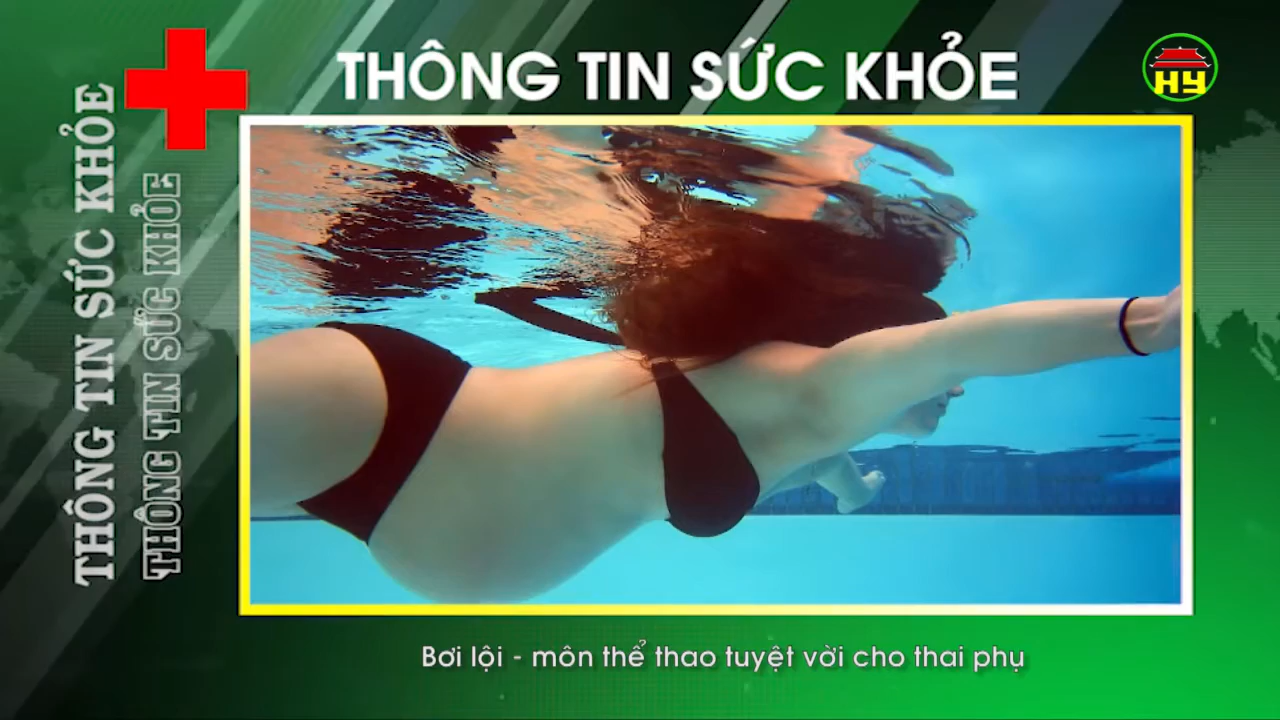 THÔNG TIN SỨC KHỎE
HY
THÔNG TIN SỨC KHỎE
THÔNG TIN SỨC KHỎE
Bơi lội - môn thể thao tuyệt vời cho thai phụ